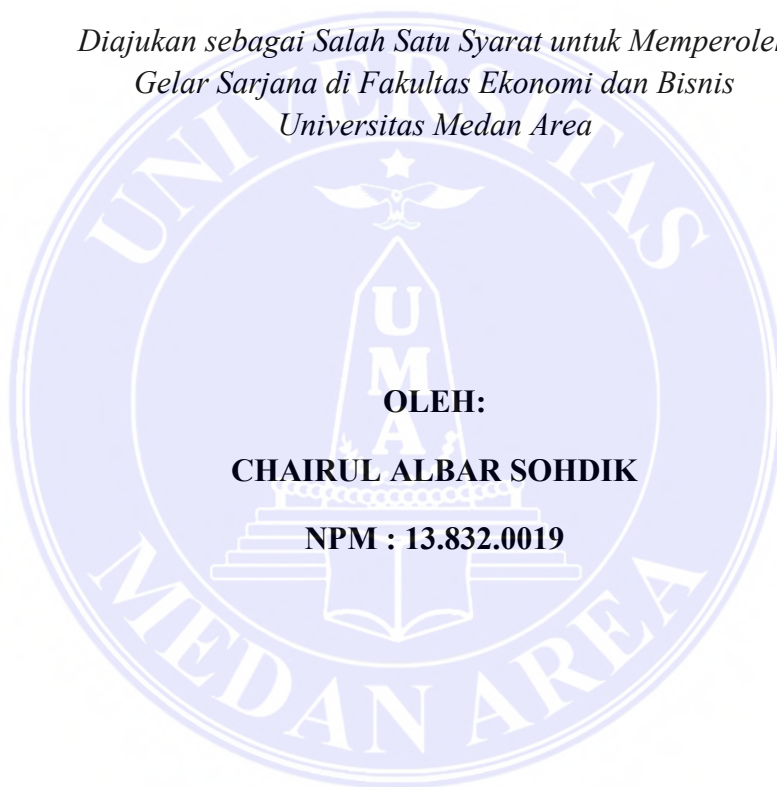 Diajukan sebagai Salah Satu Syarat untuk Memperoleh
Gelar Sarjana di Fakultas Ekonomi dan Bisnis
Universitas Medan Area
UNIVERSITAS
UMA
OLEH:
CHAIRUL ALBAR SOHDIK
NPM : 13.832.0019
MEDAN AREA